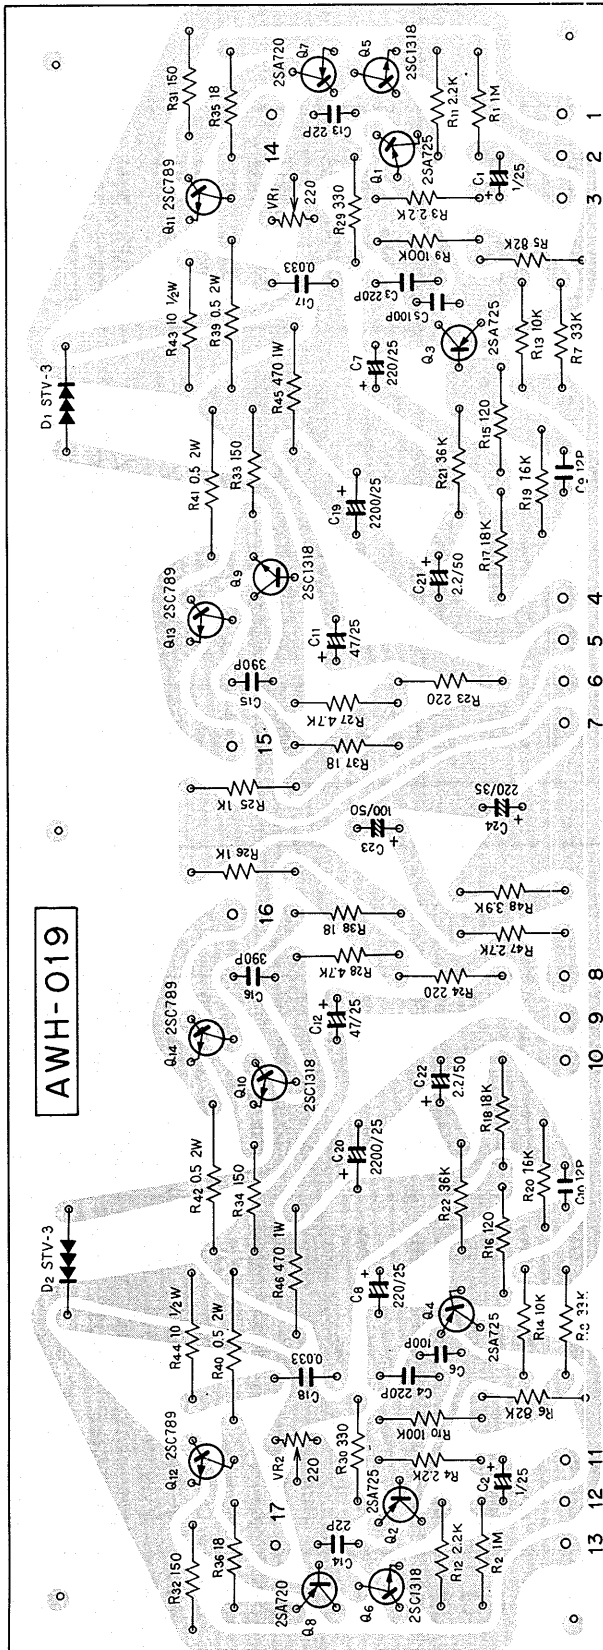 AWH-019
R31 150
R35 18
Q7
2SA720
Q5
2SC1318
R11 2.2K
R1 1M
1
14
C13 22P
Q1
2SA725
2
C1
+
1/25
3
Q11 2SC789
VR1
220
R29 330
R3 2.2K
R9 100K
R5 82K
R43 10 1/2W
R39 0.5 2W
0.033
C17
C3 220P
C5 100P
Q3
2SA725
R13 10K
R7 33K
D1 STV-3
R45 470 1W
C7
220/25
+
R15 120
R41 0.5 2W
R33 150
R21 36K
R19 16K
C9 12P
C19
+
2200/25
R17 18K
Q9
2SC1318
C21
+
2.2/50
4
Q13 2SC789
C11
+
47/25
5
390P
C15
R23 220
6
R27 4.7K
7
15
R37 18
R25 1K
100/50
C23
+
220/35
C24
+
R26 1K
R48 3.9K
16
R38 18
R47 2.7K
390P
C16
R28 4.7K
R24 220
8
Q14 2SC789
C12
+
47/25
9
Q10
2SC1318
C22
+
2.2/50
10
R18 18K
R42 0.5 2W
R34 150
C20
+
2200/25
R22 36K
R20 16K
C10 12P
D2 STV-3
R46 470 1W
R16 120
C8
+
220/25
R44 10 1/2W
R40 0.5 2W
Q4
2SA725
R14 10K
33K
0.033
C18
C6
100P
C4 220P
R6 82K
R10 100K
Q12 2SC789
VR2
220
R30 330
R4 2.2K
C2
+
1/25
11
2SA725
Q2
12
17
22P
C14
R32 150
R36 18
2SA720
Q8
Q6
2SC1318
R12 2.2K
R2 1M
13